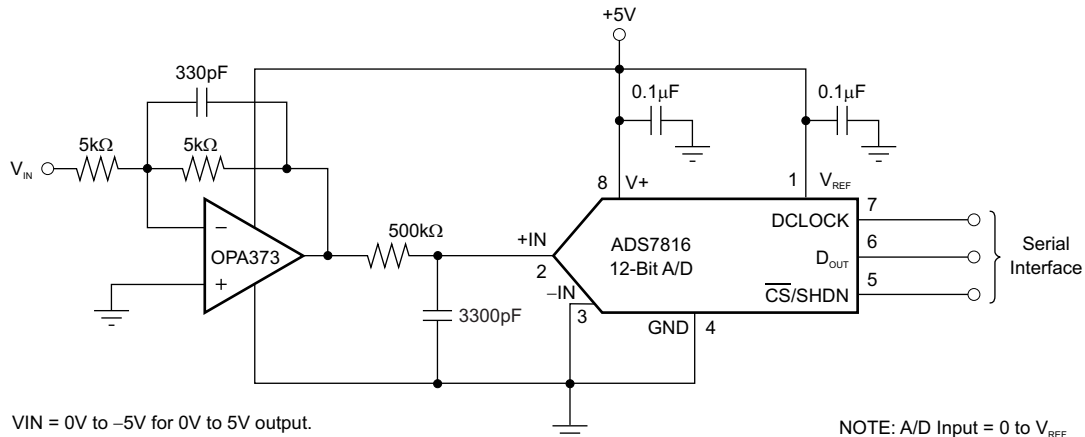 +5V
330pF
0.1μF
0.1μF
5kΩ
5kΩ
V_IN
8 V+
1 V_REF
−
OPA373
+
500kΩ
+IN
2
ADS7816
12-Bit A/D
−IN
3
GND 4
DCLOCK 7
D_OUT 6
C̅S̅/SHDN 5
Serial
Interface
3300pF
VIN = 0V to −5V for 0V to 5V output.
NOTE: A/D Input = 0 to V_REF